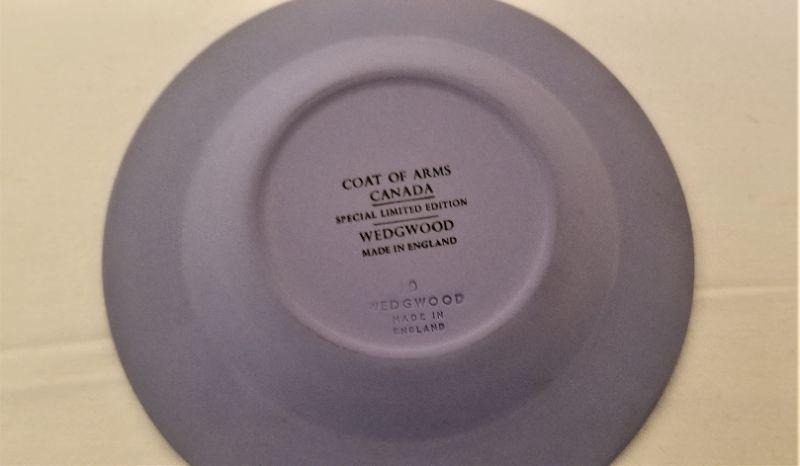 COAT OF ARMS
CANADA
SPECIAL LIMITED EDITION
WEDGWOOD
MADE IN ENGLAND
WEDGWOOD
MADE IN
ENGLAND